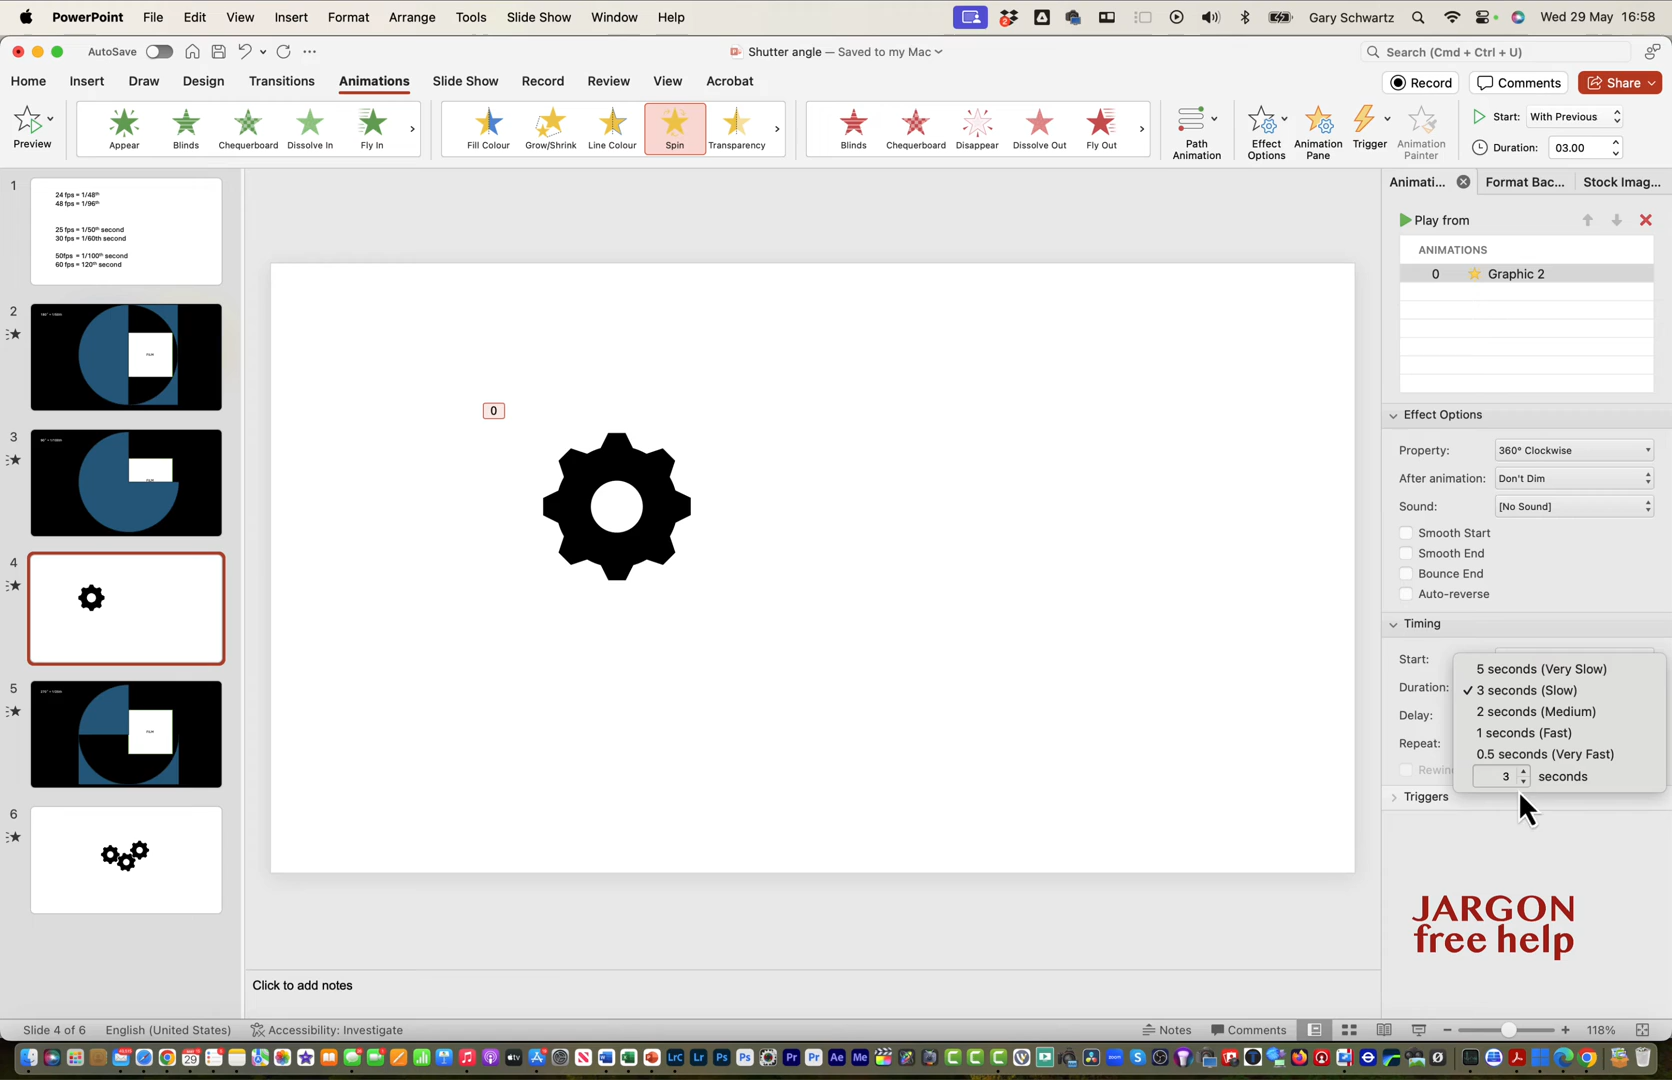 PowerPoint File Edit View Insert Format Arrange Tools Slide Show Window Help
Gary Schwartz Wed 29 May 16:58
AutoSave Shutter angle — Saved to my Mac Search (Cmd + Ctrl + U)
Home Insert Draw Design Transitions Animations Slide Show Record Review View Acrobat Record Comments Share
Preview
Appear Blinds Chequerboard Dissolve In Fly In
Fill Colour Grow/Shrink Line Colour Spin Transparency
Blinds Chequerboard Disappear Dissolve Out Fly Out
Path Animation
Effect Options
Animation Pane
Trigger
Animation Painter
Start: With Previous
Duration: 03.00
1
24 fps = 1/48th
48 fps = 1/96th
25 fps = 1/50th second
30 fps = 1/60th second
50fps = 1/100th second
60 fps = 120th second
2
FILM
3
FILM
4
5
FILM
6
0
Animati... Format Bac... Stock Imag...
Play from
ANIMATIONS
0 Graphic 2
Effect Options
Property: 360° Clockwise
After animation: Don't Dim
Sound: [No Sound]
Smooth Start
Smooth End
Bounce End
Auto-reverse
Timing
Start:
Duration:
Delay:
Repeat:
Rewin
5 seconds (Very Slow)
3 seconds (Slow)
2 seconds (Medium)
1 seconds (Fast)
0.5 seconds (Very Fast)
3 seconds
Triggers
JARGON
free help
Click to add notes
Slide 4 of 6 English (United States) Accessibility: Investigate Notes Comments 118%